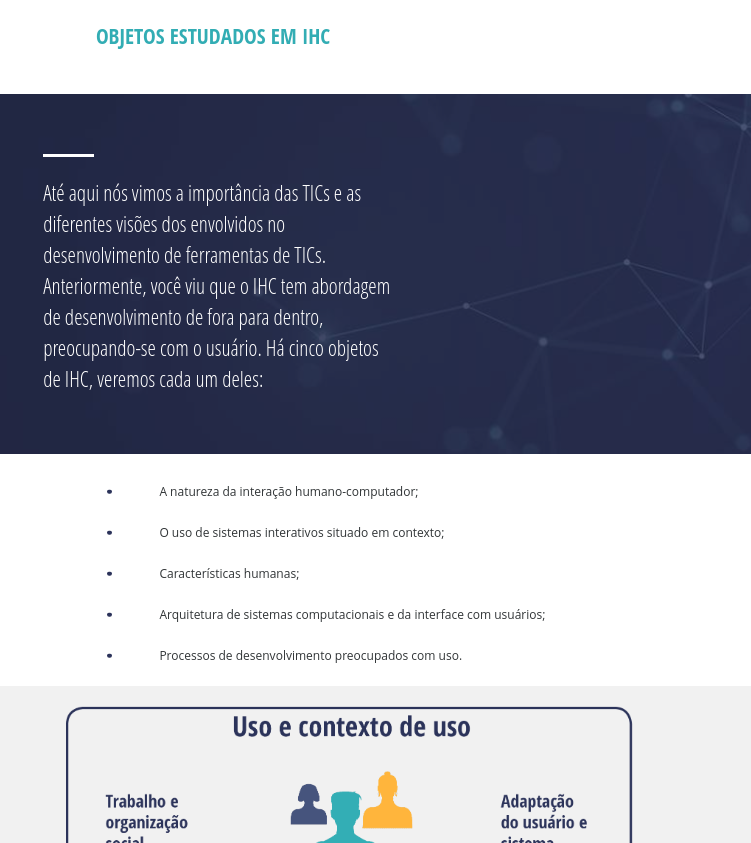 OBJETOS ESTUDADOS EM IHC
Até aqui nós vimos a importância das TICs e as
diferentes visões dos envolvidos no
desenvolvimento de ferramentas de TICs.
Anteriormente, você viu que o IHC tem abordagem
de desenvolvimento de fora para dentro,
preocupando-se com o usuário. Há cinco objetos
de IHC, veremos cada um deles:
• A natureza da interação humano-computador;
• O uso de sistemas interativos situado em contexto;
• Características humanas;
• Arquitetura de sistemas computacionais e da interface com usuários;
• Processos de desenvolvimento preocupados com uso.
Uso e contexto de uso
Trabalho e
organização
social
Adaptação
do usuário e
sistema